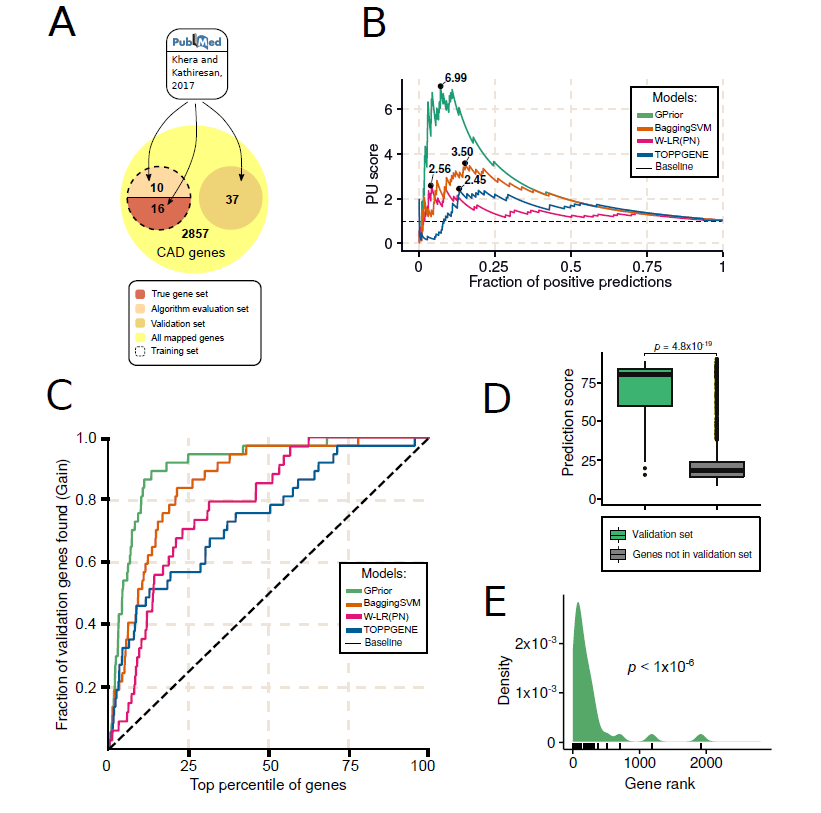 A
PubMed
Khera and
Kathiresan,
2017
10
16
37
2857
CAD genes
True gene set
Algorithm evaluation set
Validation set
All mapped genes
Training set
B
PU score
6
4
2
0
6.99
3.50
2.56
2.45
Models:
GPrior
BaggingSVM
W-LR(PN)
TOPPGENE
Baseline
0
0.25
0.5
0.75
1
Fraction of positive predictions
C
Fraction of validation genes found (Gain)
1.0
0.8
0.6
0.4
0.2
Models:
GPrior
BaggingSVM
W-LR(PN)
TOPPGENE
Baseline
0
25
50
75
100
Top percentile of genes
D
Prediction score
75
50
25
0
p = 4.8x10⁻¹⁹
Validation set
Genes not in validation set
E
Density
2x10⁻³
1x10⁻³
0
p < 1x10⁻⁶
0
1000
2000
Gene rank